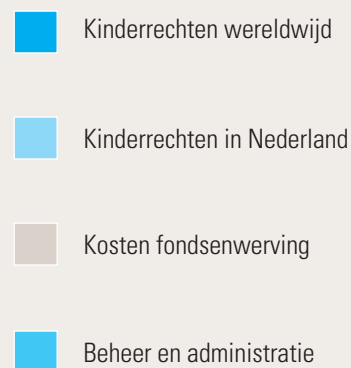 Kinderrechten wereldwijd
Kinderrechten in Nederland
Kosten fondsenwerving
Beheer en administratie